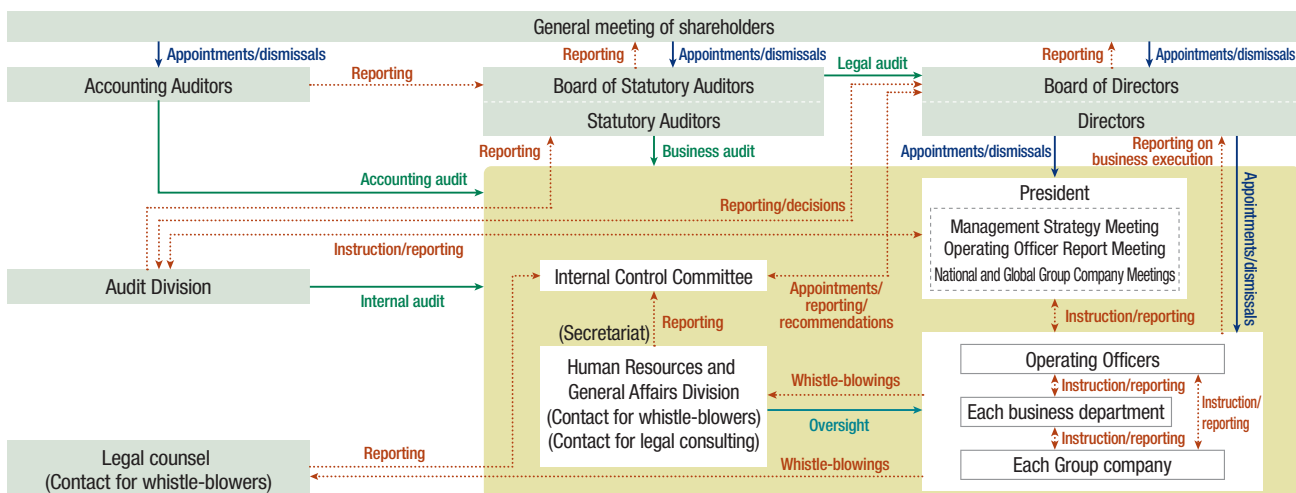 General meeting of shareholders
Appointments/dismissals
Reporting
Appointments/dismissals
Reporting
Appointments/dismissals
Legal audit
Accounting Auditors
Reporting
Board of Statutory Auditors
Board of Directors
Statutory Auditors
Directors
Reporting
Business audit
Appointments/dismissals
Reporting on
business execution
Appointments/dismissals
Accounting audit
President
Reporting/decisions
Management Strategy Meeting
Instruction/reporting
Operating Officer Report Meeting
National and Global Group Company Meetings
Audit Division
Internal audit
Internal Control Committee
Appointments/
reporting/
recommendations
Reporting
Instruction/reporting
(Secretariat)
Human Resources and
General Affairs Division
(Contact for whistle-blowers)
(Contact for legal consulting)
Whistle-blowings
Oversight
Operating Officers
Instruction/reporting
Each business department
Instruction/
reporting
Instruction/reporting
Each Group company
Legal counsel
(Contact for whistle-blowers)
Reporting
Whistle-blowings